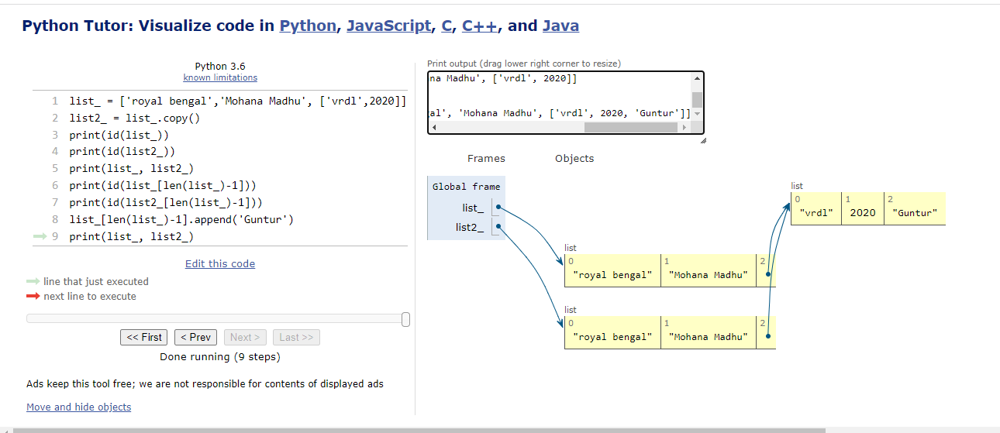 Python Tutor: Visualize code in Python, JavaScript, C, C++, and Java
Python 3.6
known limitations
1 list_ = ['royal bengal','Mohana Madhu', ['vrdl',2020]]
2 list2_ = list_.copy()
3 print(id(list_))
4 print(id(list2_))
5 print(list_, list2_)
6 print(id(list_[len(list_)-1]))
7 print(id(list2_[len(list_)-1]))
8 list_[len(list_)-1].append('Guntur')
9 print(list_, list2_)
Edit this code
line that just executed
next line to execute
<< First < Prev Next > Last >>
Done running (9 steps)
Ads keep this tool free; we are not responsible for contents of displayed ads
Move and hide objects
Print output (drag lower right corner to resize)
na Madhu', ['vrdl', 2020]]
al', 'Mohana Madhu', ['vrdl', 2020, 'Guntur']]
Frames Objects
Global frame
list_
list2_
list
0 1 2
"vrdl" 2020 "Guntur"
list
0 1 2
"royal bengal" "Mohana Madhu"
list
0 1 2
"royal bengal" "Mohana Madhu"